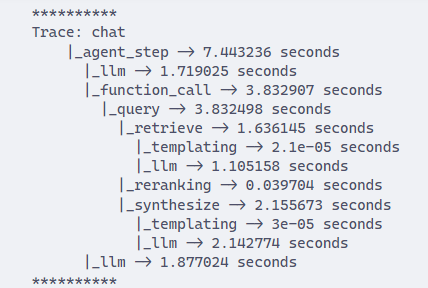 **********
Trace: chat
    |_agent_step -> 7.443236 seconds
      |_llm -> 1.719025 seconds
      |_function_call -> 3.832907 seconds
        |_query -> 3.832498 seconds
          |_retrieve -> 1.636145 seconds
            |_templating -> 2.1e-05 seconds
            |_llm -> 1.105158 seconds
          |_reranking -> 0.039704 seconds
          |_synthesize -> 2.155673 seconds
            |_templating -> 3e-05 seconds
            |_llm -> 2.142774 seconds
      |_llm -> 1.877024 seconds
**********